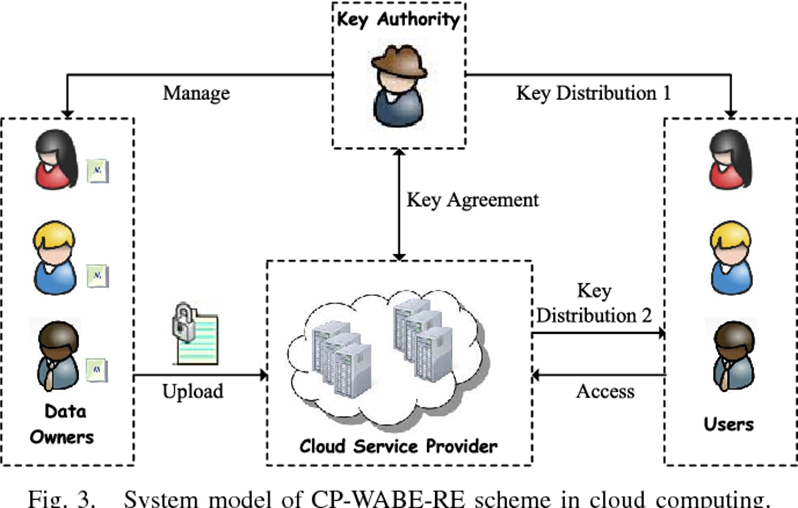 Key Authority
Manage
Key Distribution 1
Key Agreement
Key
Distribution 2
Upload
Access
Data
Owners
Cloud Service Provider
Users
Fig. 3. System model of CP-WABE-RE scheme in cloud computing.